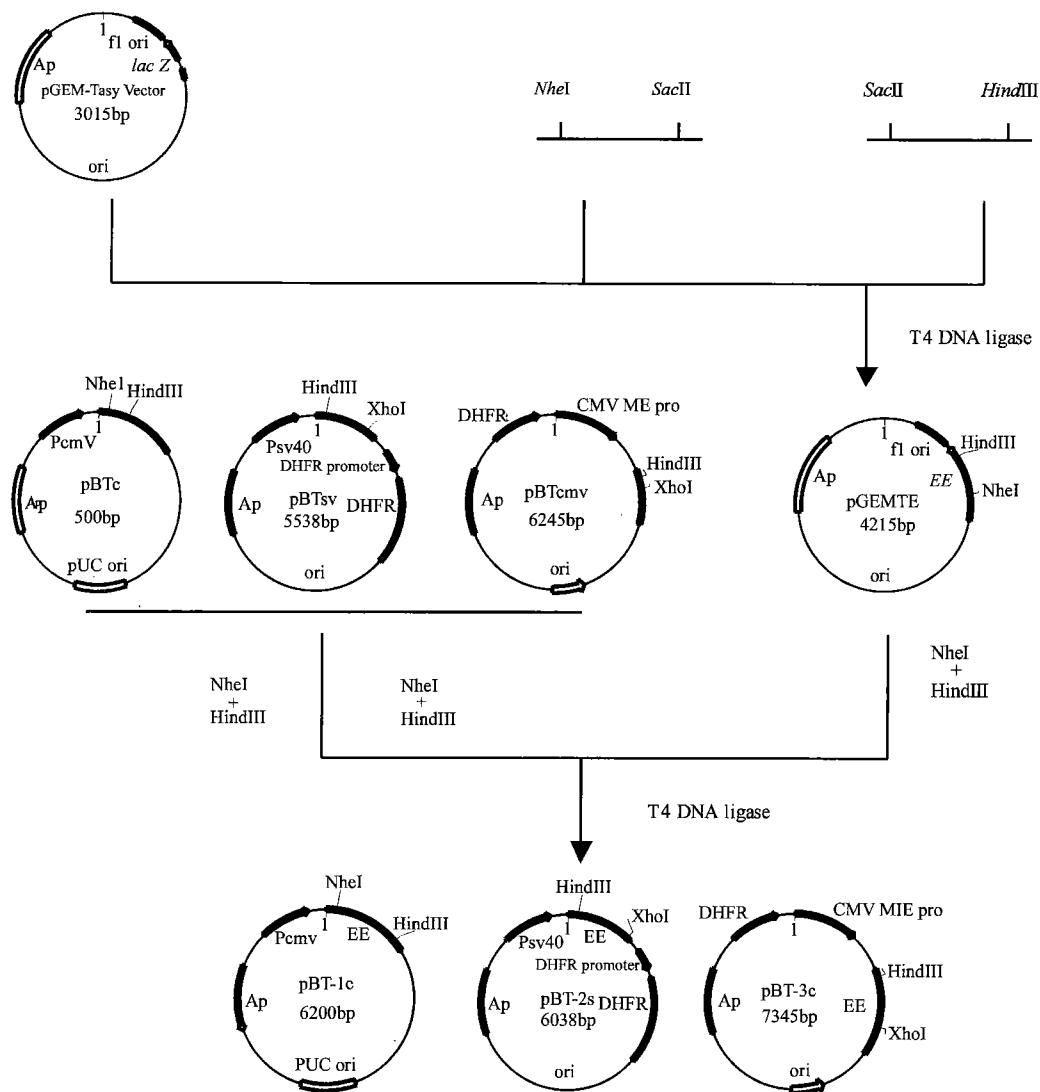 1
f1 ori
Ap
lac Z
pGEM-Tasy Vector
3015bp
ori
NheI
SacII
SacII
HindIII
T4 DNA ligase
Nhe1
HindIII
1
PcmV
pBTc
Ap
500bp
pUC ori
HindIII
XhoI
1
Psv40
DHFR promoter
Ap
pBTsv
5538bp
DHFR
ori
DHFR
CMV ME pro
1
HindIII
XhoI
Ap
pBTcmv
6245bp
ori
1
f1 ori
HindIII
Ap
EE
NheI
pGEMTE
4215bp
ori
NheI
+
HindIII
NheI
+
HindIII
NheI
+
HindIII
T4 DNA ligase
NheI
HindIII
1
Pcmv
EE
pBT-1c
Ap
6200bp
PUC ori
HindIII
XhoI
1
Psv40
EE
DHFR promoter
Ap
pBT-2s
DHFR
6038bp
ori
DHFR
CMV MIE pro
1
HindIII
Ap
pBT-3c
EE
7345bp
XhoI
ori